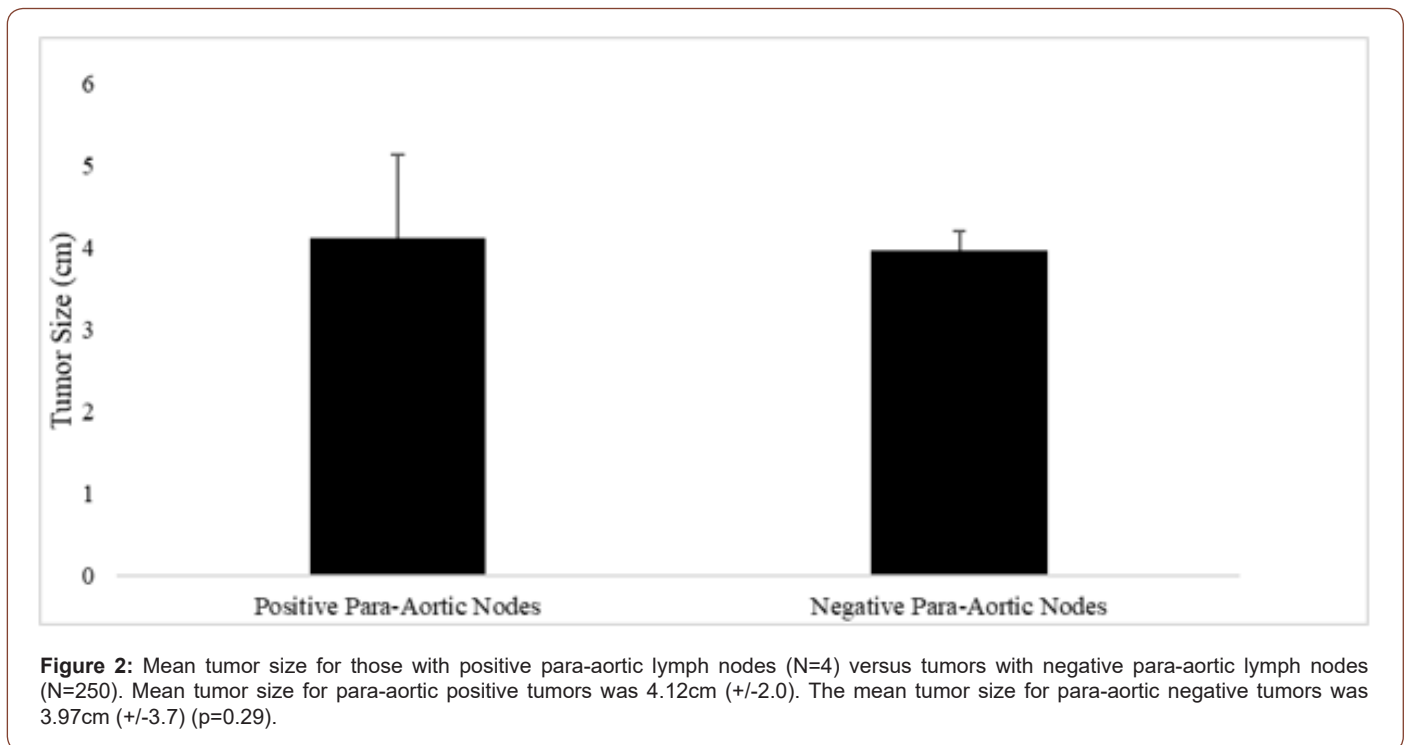 6
5
4
3
2
1
0
Tumor Size (cm)
Positive Para-Aortic Nodes
Negative Para-Aortic Nodes
Figure 2: Mean tumor size for those with positive para-aortic lymph nodes (N=4) versus tumors with negative para-aortic lymph nodes
(N=250). Mean tumor size for para-aortic positive tumors was 4.12cm (+/-2.0). The mean tumor size for para-aortic negative tumors was
3.97cm (+/-3.7) (p=0.29).